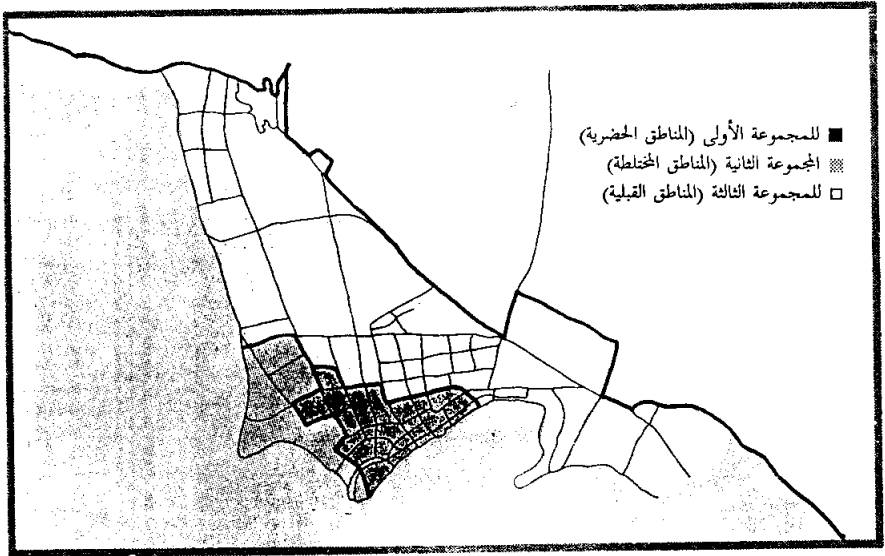 للمجموعة الأولى (المناطق الحضرية)
المجموعة الثانية (المناطق المختلطة)
للمجموعة الثالثة (المناطق القبلية)